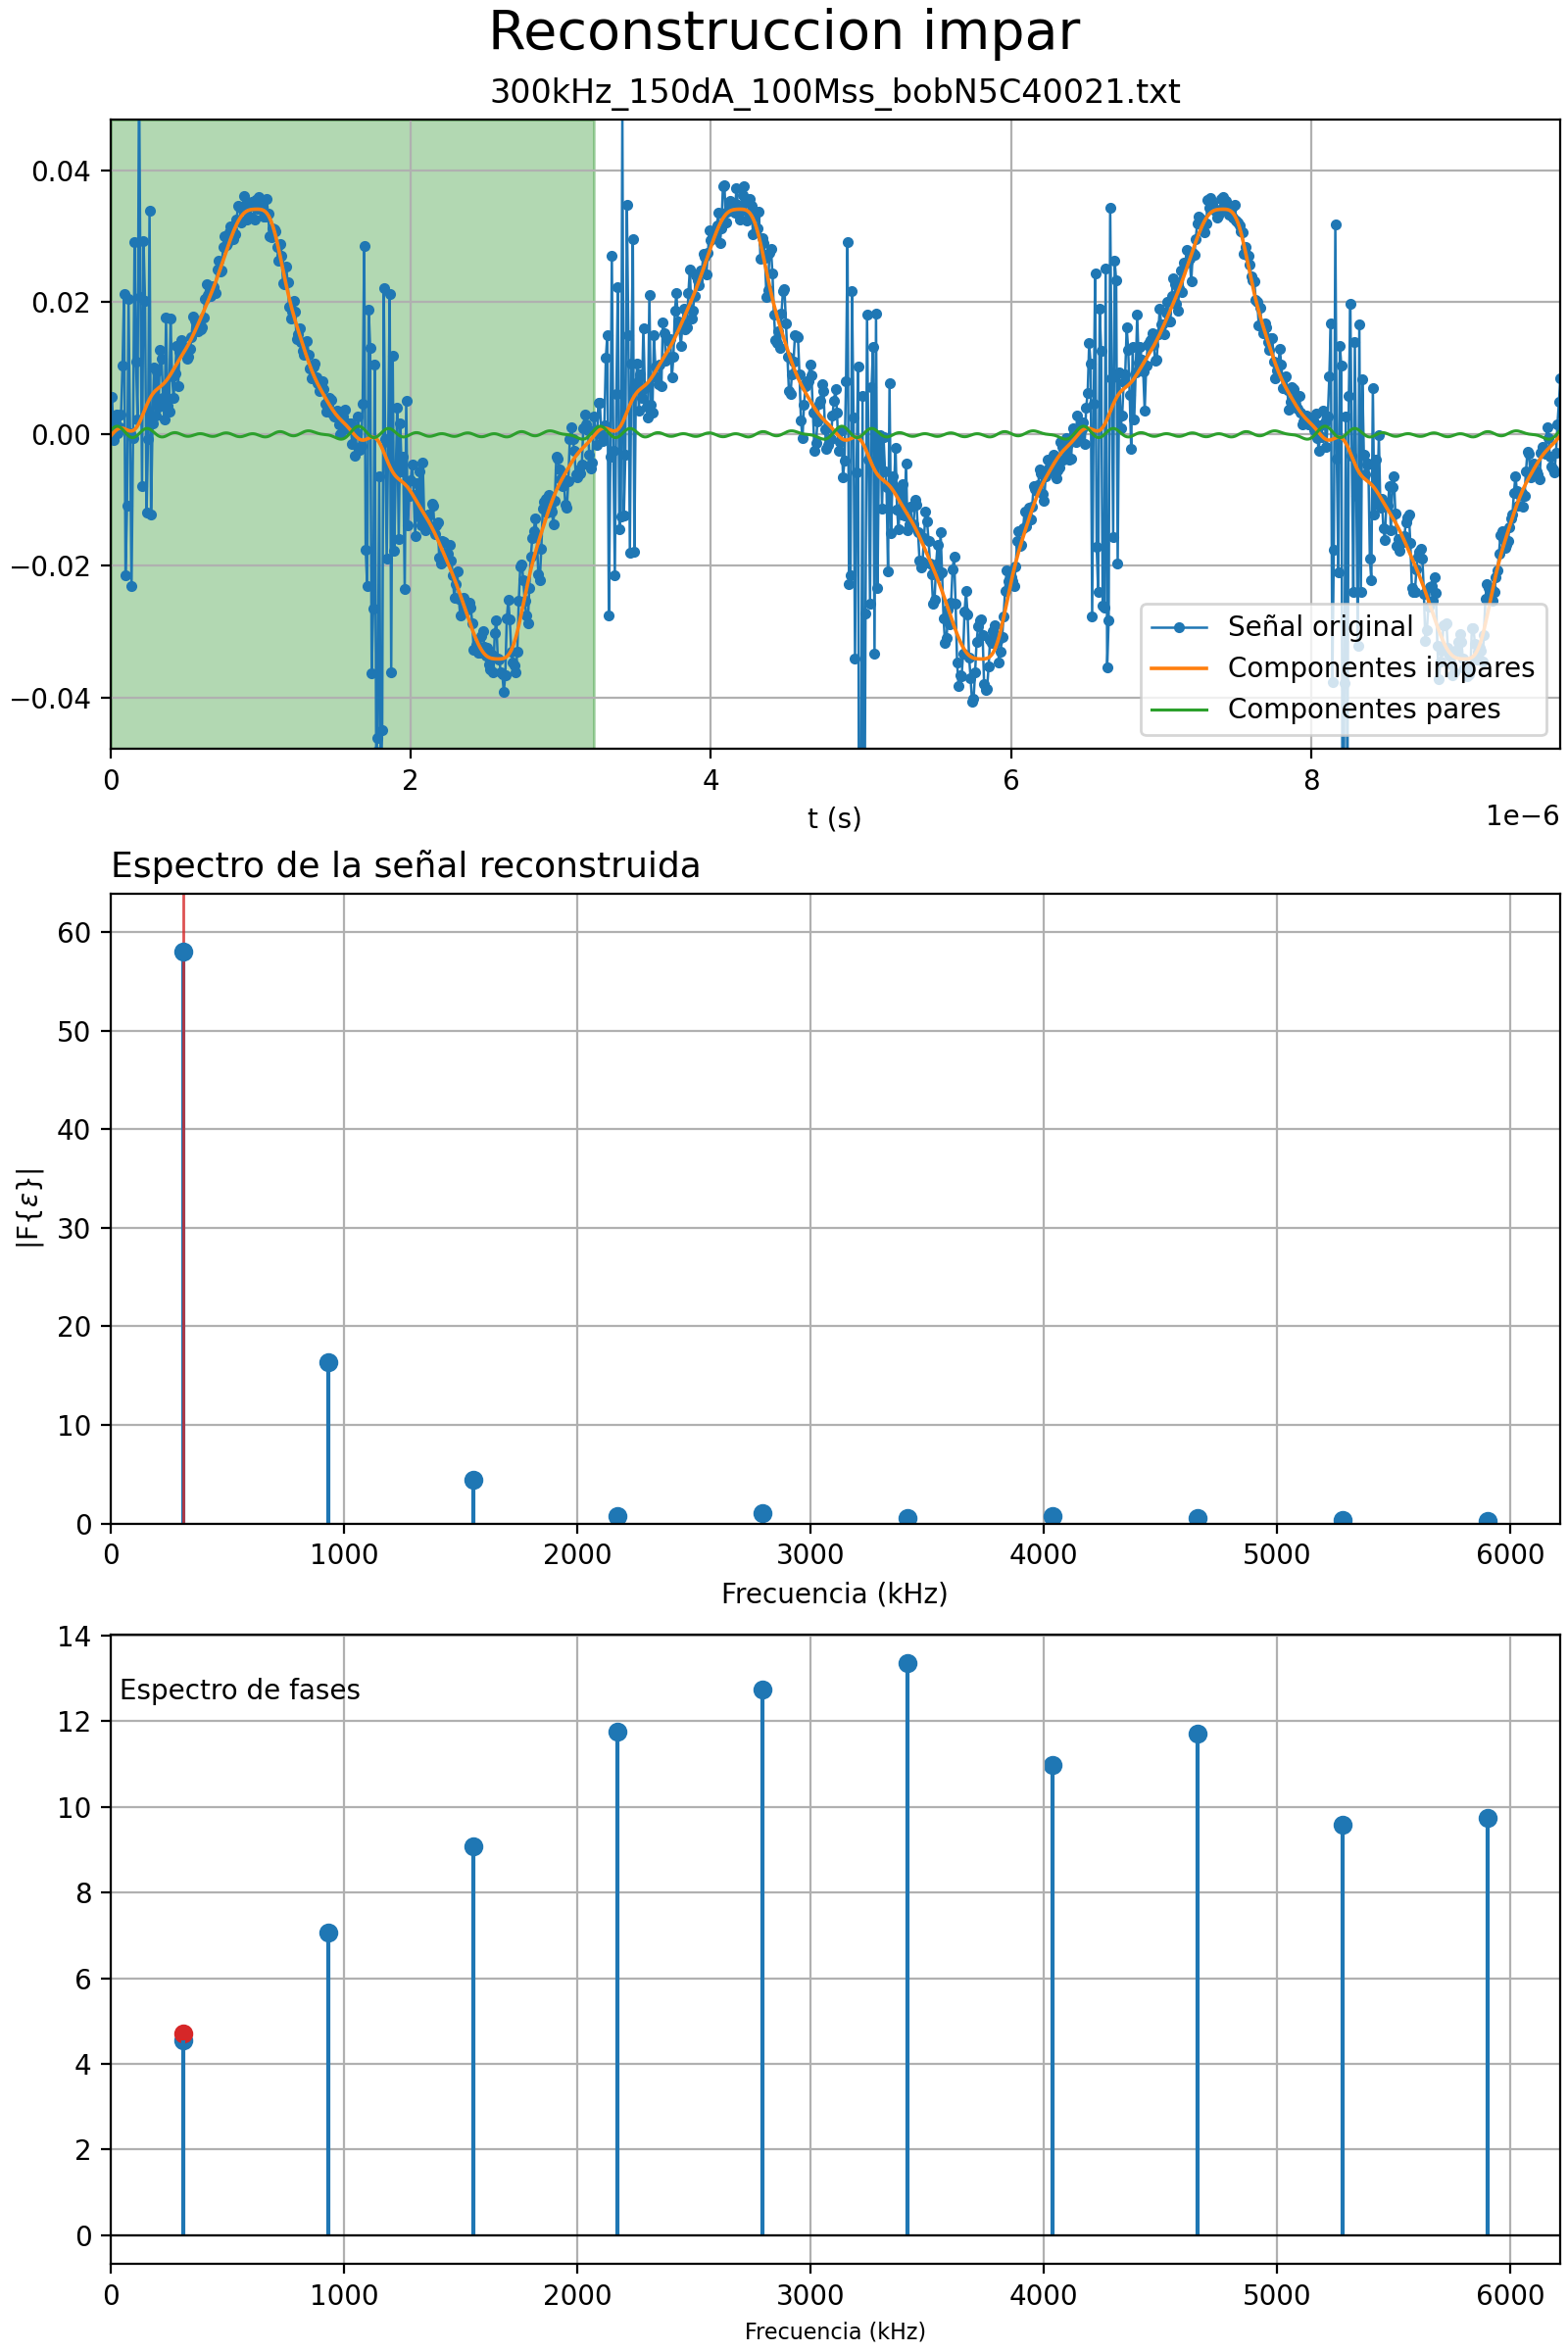 Reconstruccion impar
300kHz_150dA_100Mss_bobN5C40021.txt
0.04
0.02
0.00
−0.02
−0.04
Señal original
Componentes impares
Componentes pares
0 2 4 6 8
1e−6
t (s)
Espectro de la señal reconstruida
60
50
40
30
20
10
0
|F{ε}|
0 1000 2000 3000 4000 5000 6000
Frecuencia (kHz)
14
12
10
8
6
4
2
0
Espectro de fases
0 1000 2000 3000 4000 5000 6000
Frecuencia (kHz)